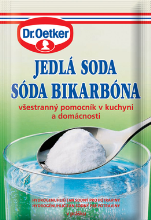 Dr.Oetker
JEDLÁ SODA
SÓDA BIKARBÓNA
všestranný pomocník v kuchyni
a domácnosti